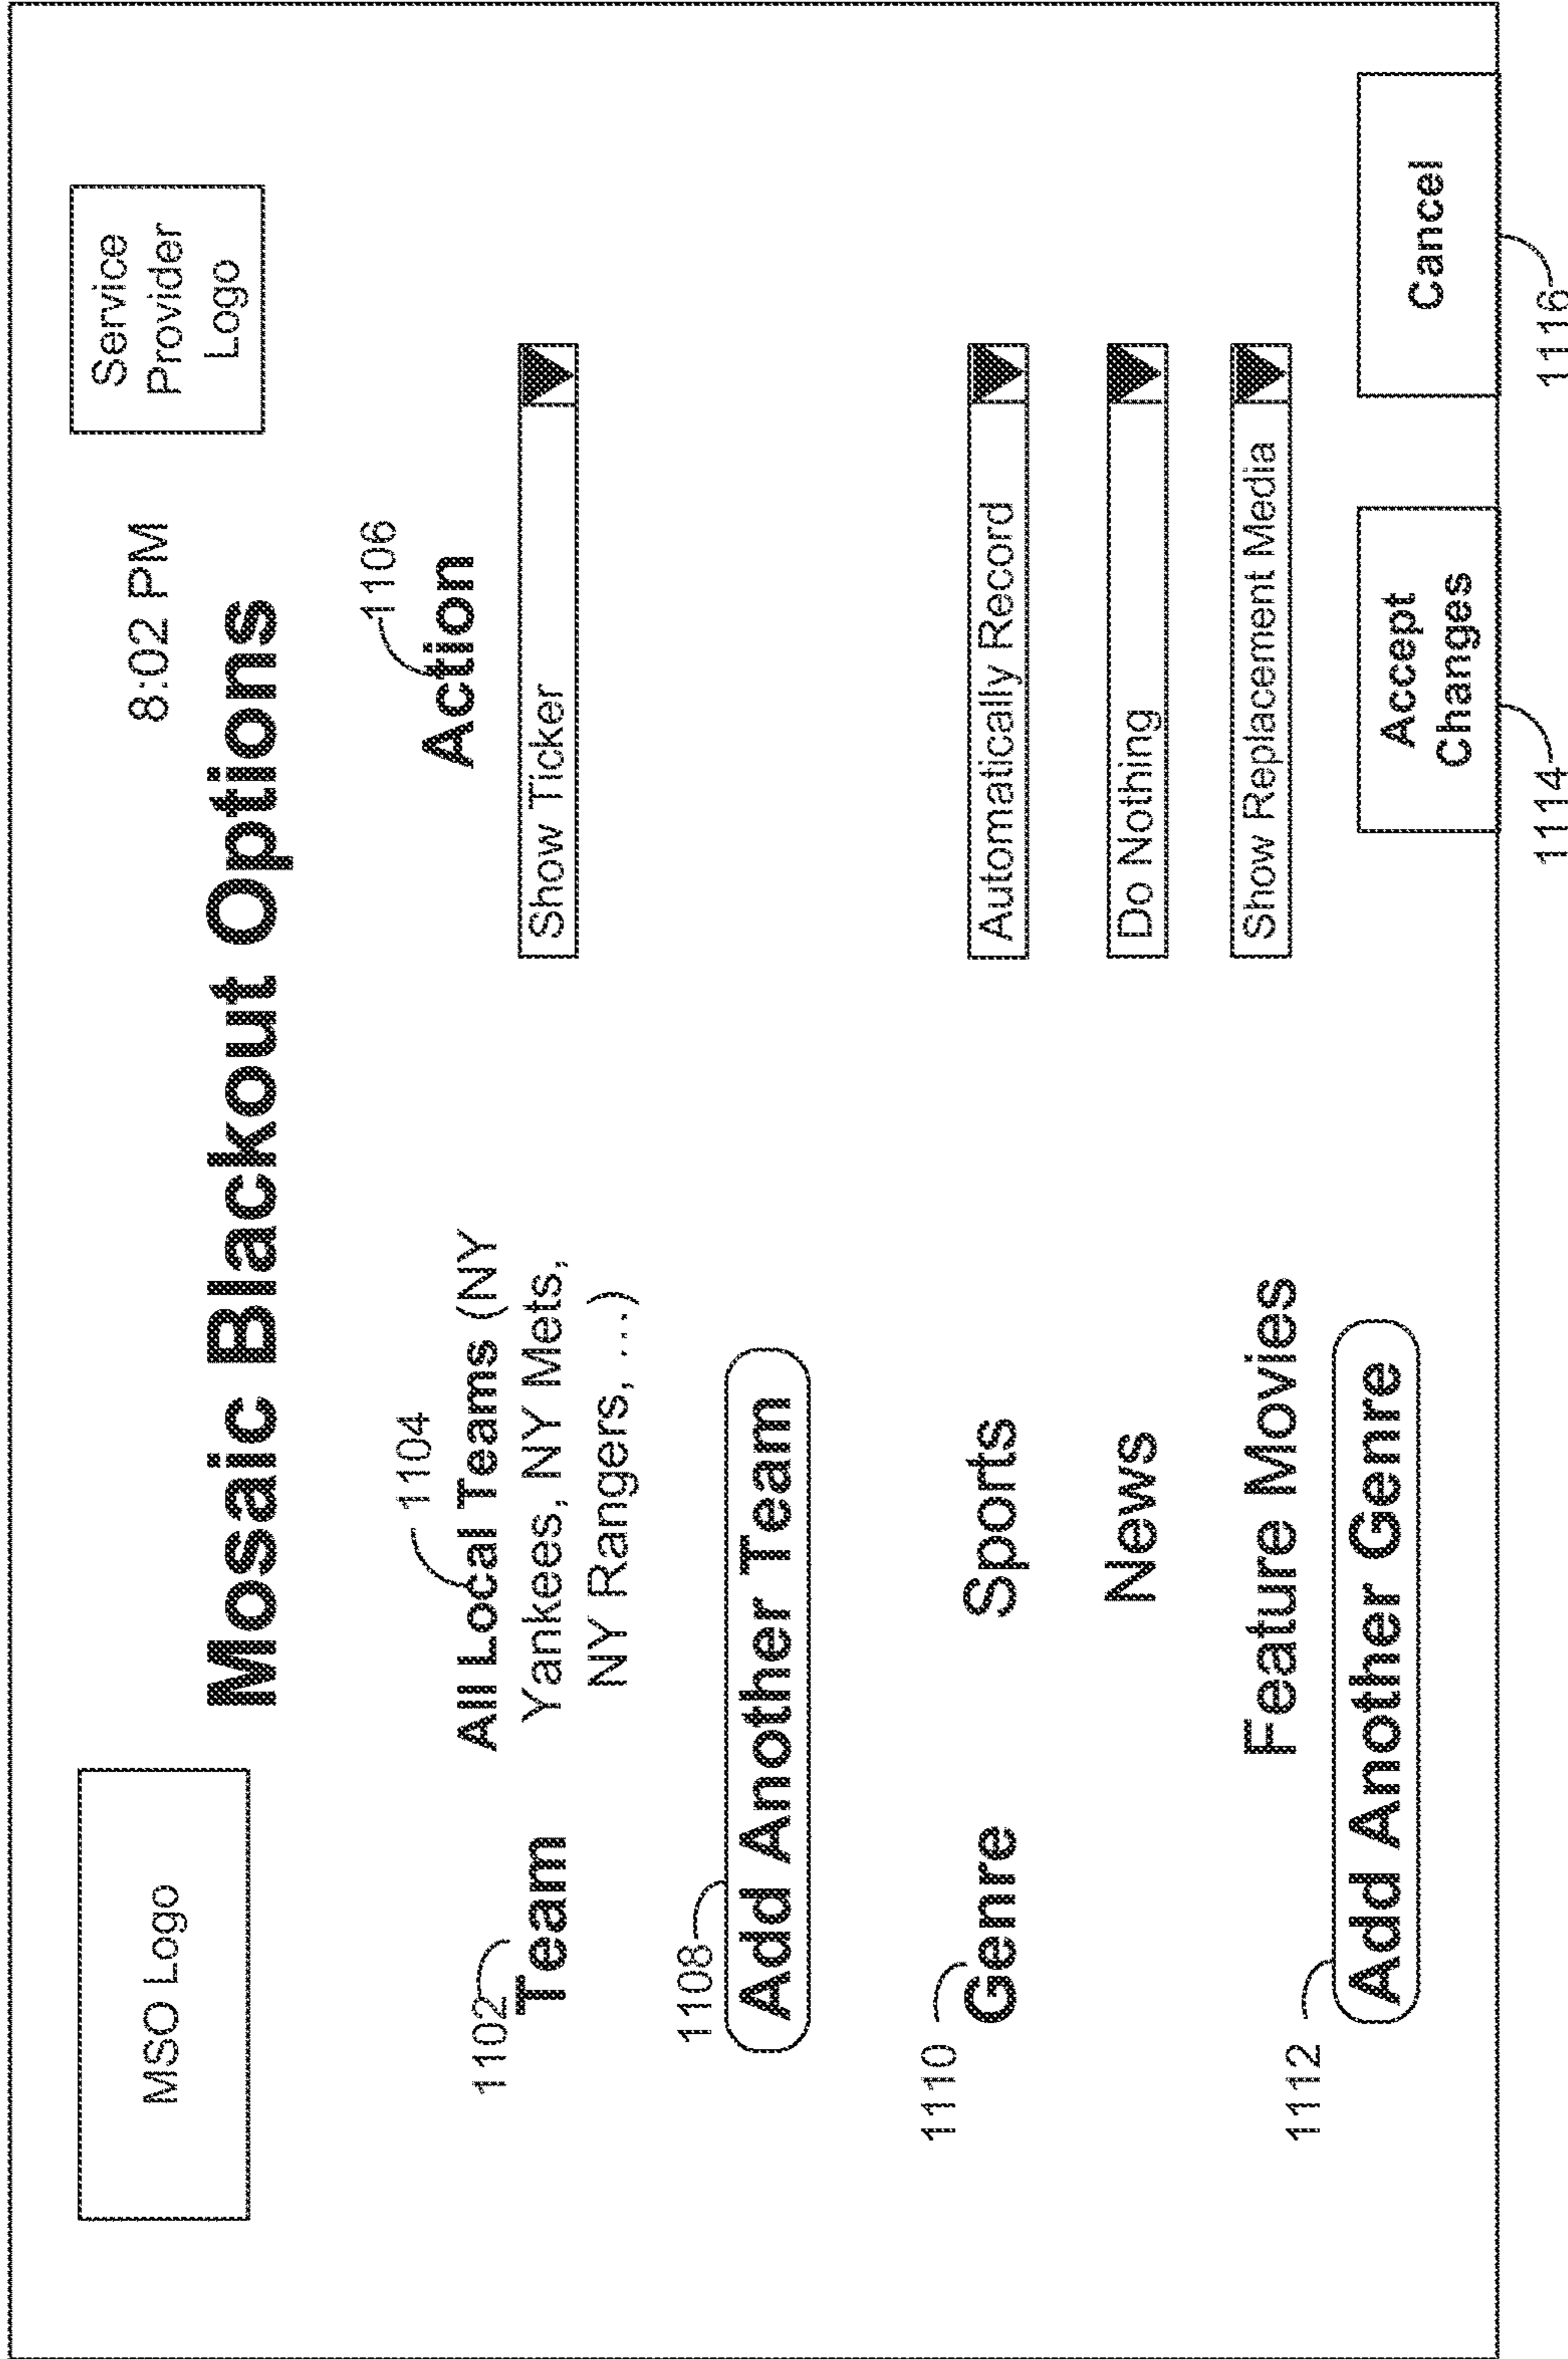 MSO Logo
8:02 PM
Service
Provider
Logo
Mosaic Blackout Options
1102
Team
1104
All Local Teams (NY
Yankees, NY Mets,
NY Rangers, ...)
1106
Action
Show Ticker
1108
Add Another Team
1110
Genre
Sports
Automatically Record
News
Do Nothing
Feature Movies
Show Replacement Media
1112
Add Another Genre
Accept
Changes
Cancel
1114
1116